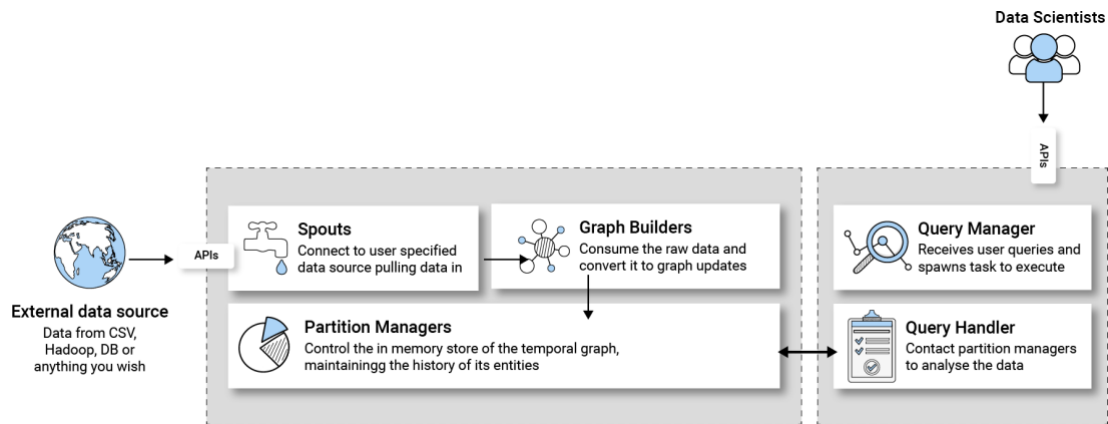 Data Scientists
APIs
External data source
Data from CSV,
Hadoop, DB or
anything you wish
APIs
Spouts
Connect to user specified
data source pulling data in
Graph Builders
Consume the raw data and
convert it to graph updates
Partition Managers
Control the in memory store of the temporal graph,
maintainingg the history of its entities
Query Manager
Receives user queries and
spawns task to execute
Query Handler
Contact partition managers
to analyse the data